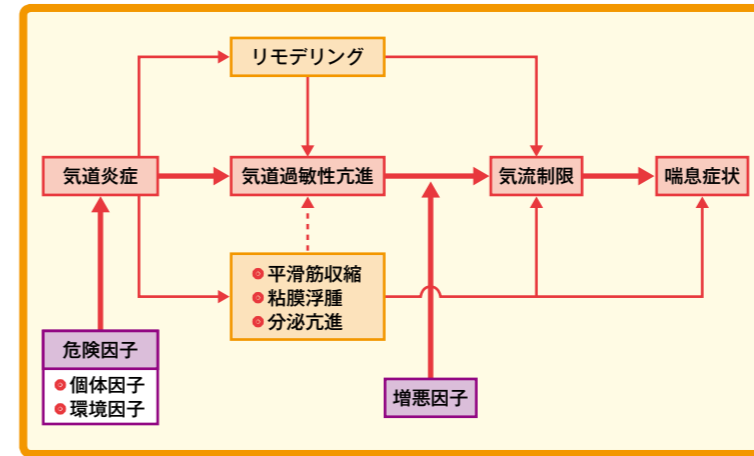 リモデリング
気道炎症
気道過敏性亢進
気流制限
喘息症状
平滑筋収縮
粘膜浮腫
分泌亢進
危険因子
個体因子
環境因子
増悪因子